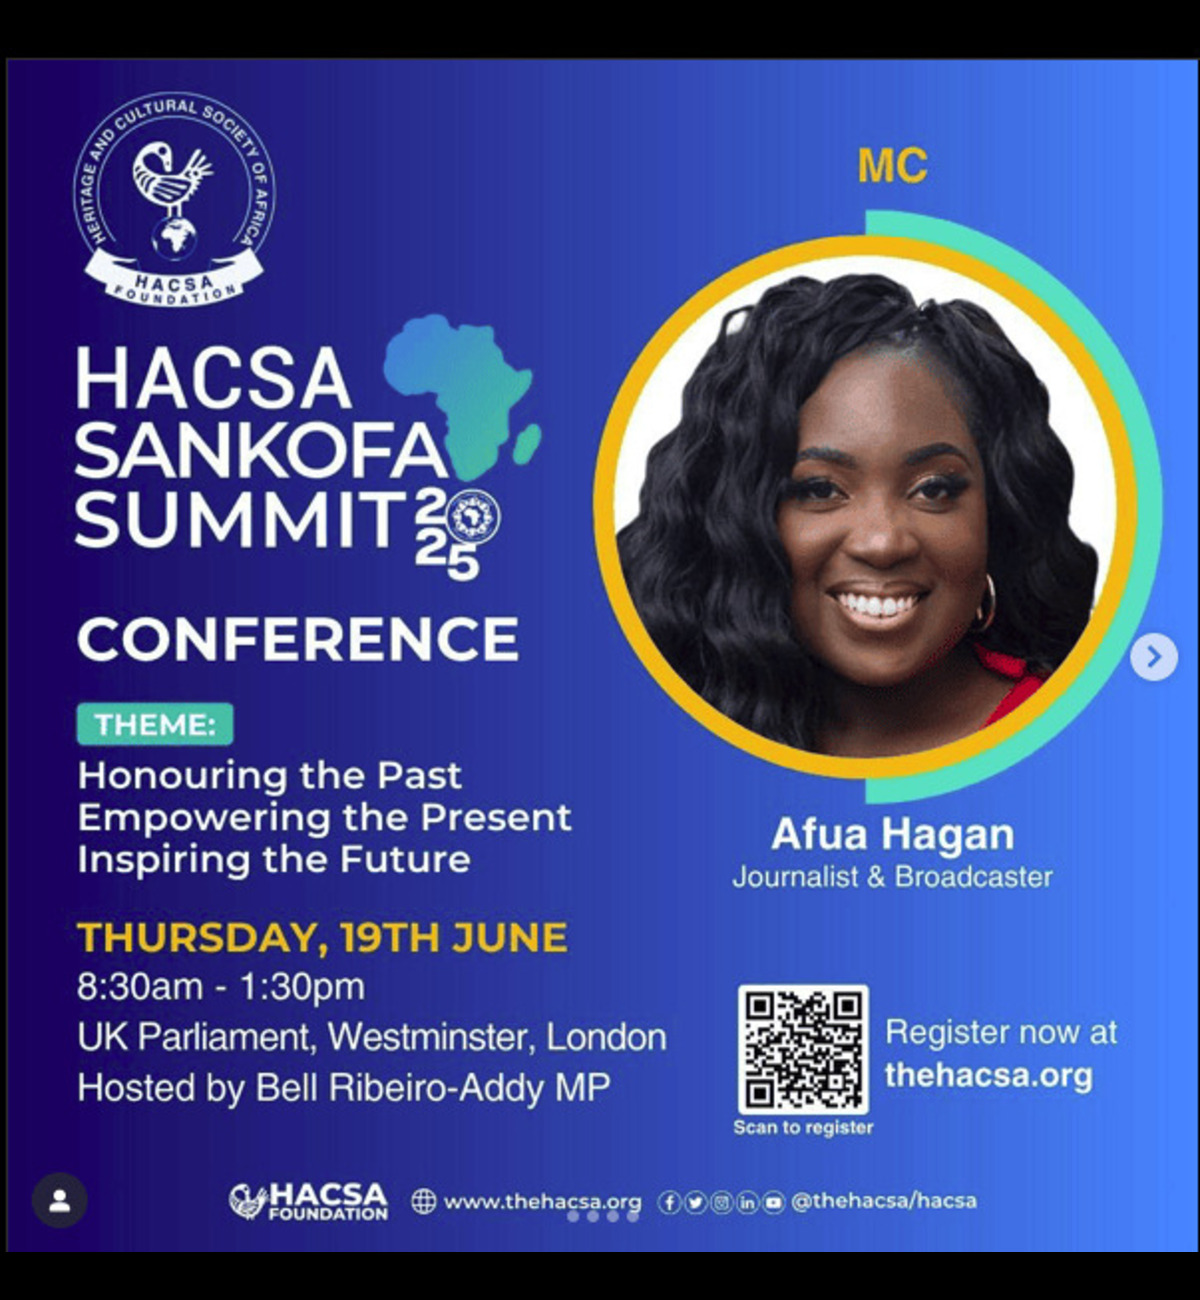 HERITAGE AND CULTURAL SOCIETY OF AFRICA
HACSA
FOUNDATION
MC
HACSA
SANKOFA
SUMMIT 2025
CONFERENCE
THEME:
Honouring the Past
Empowering the Present
Inspiring the Future
Afua Hagan
Journalist & Broadcaster
THURSDAY, 19TH JUNE
8:30am - 1:30pm
UK Parliament, Westminster, London
Hosted by Bell Ribeiro-Addy MP
Register now at
thehacsa.org
Scan to register
HACSA
FOUNDATION
www.thehacsa.org
@thehacsa/hacsa